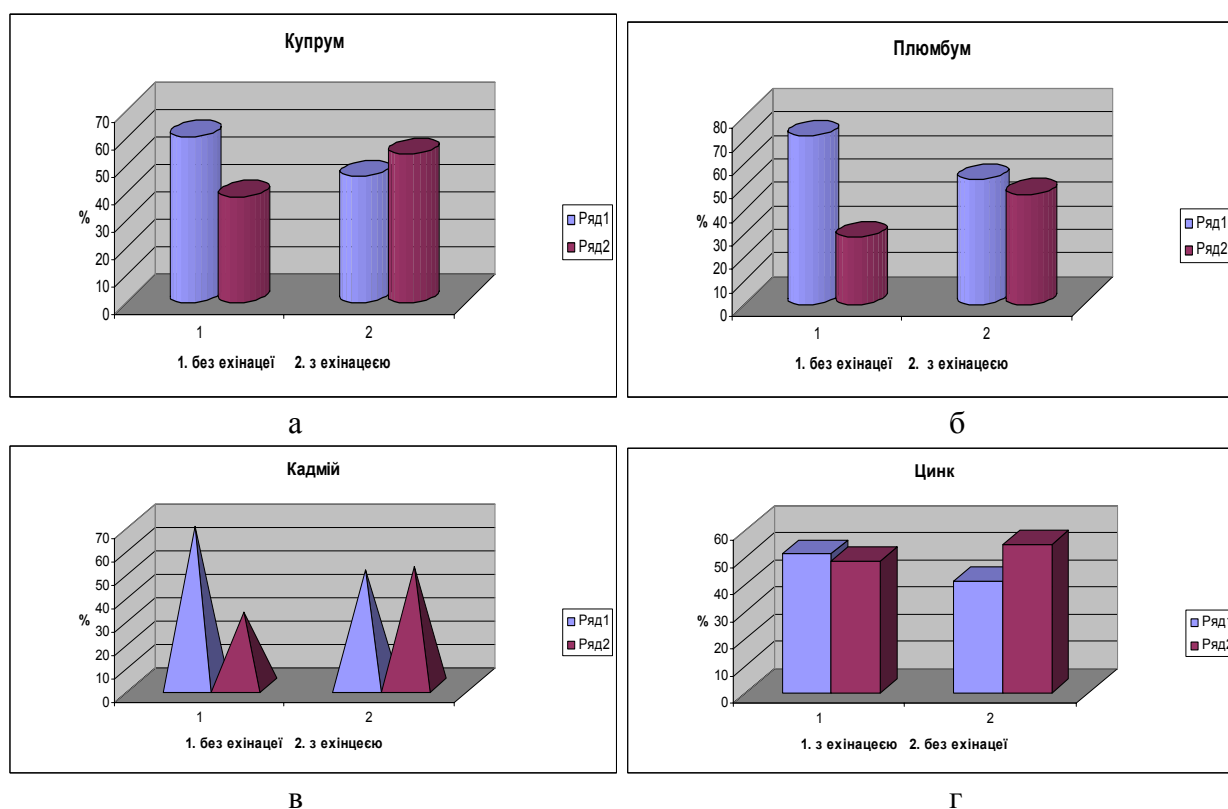 Купрум
70
60
50
40
30
20
10
0
%
1 2
1. без ехінацеї 2. з ехінацеєю
Ряд1
Ряд2
а
Плюмбум
80
70
60
50
40
30
20
10
0
%
1 2
1. без ехінацеї 2. з ехінацеєю
Ряд1
Ряд2
б
Кадмій
70
60
50
40
30
20
10
0
%
1 2
1. без ехінацеї 2. з ехінцеєю
Ряд1
Ряд2
в
Цинк
60
50
40
30
20
10
0
%
1 2
1. з ехінацеєю 2. без ехінацеї
Ряд1
Ряд2
г